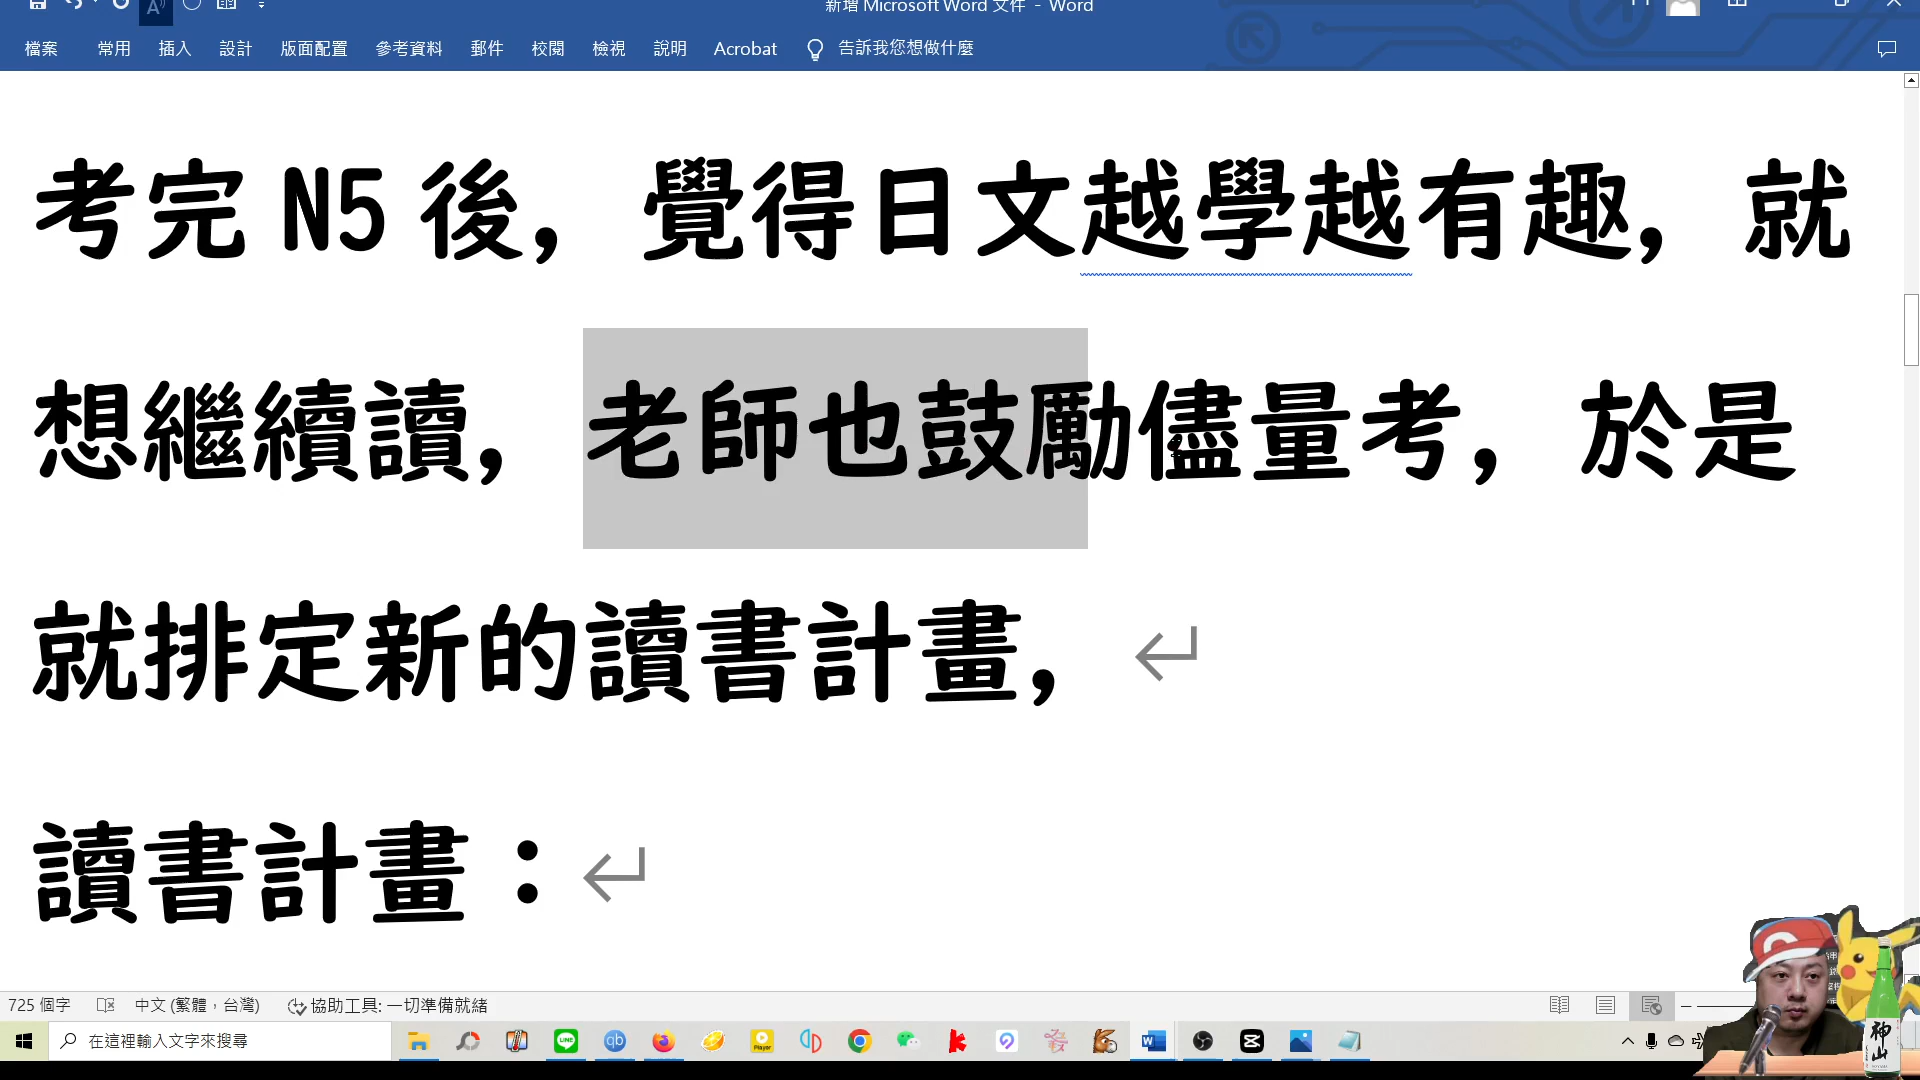 新增 Microsoft Word 文件 - Word
檔案 常用 插入 設計 版面配置 參考資料 郵件 校閱 檢視 說明 Acrobat 告訴我您想做什麼
考完 N5 後，覺得日文越學越有趣，就
想繼續讀，老師也鼓勵儘量考，於是
就排定新的讀書計畫，
讀書計畫：
725 個字 中文 (繁體，台灣) 協助工具: 一切準備就緒
在這裡輸入文字來搜尋
神山